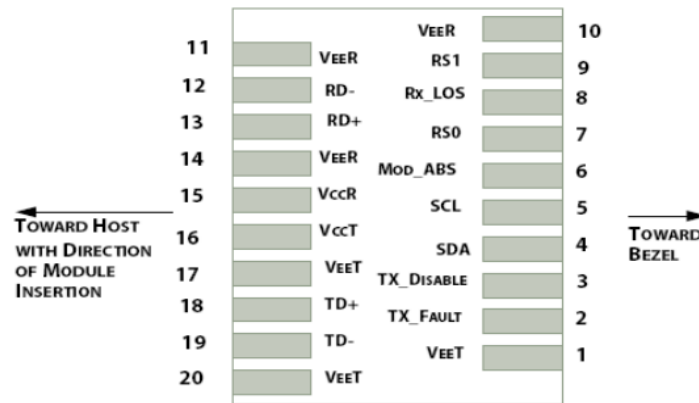 VEER 10
11 VEER RS1 9
12 RD- RX_LOS 8
13 RD+ RS0 7
14 VEER MOD_ABS 6
15 VCCR SCL 5
16 VCCT SDA 4
17 VEET TX_DISABLE 3
18 TD+ TX_FAULT 2
19 TD- VEET 1
20 VEET
TOWARD HOST
WITH DIRECTION
OF MODULE
INSERTION
TOWARD
BEZEL